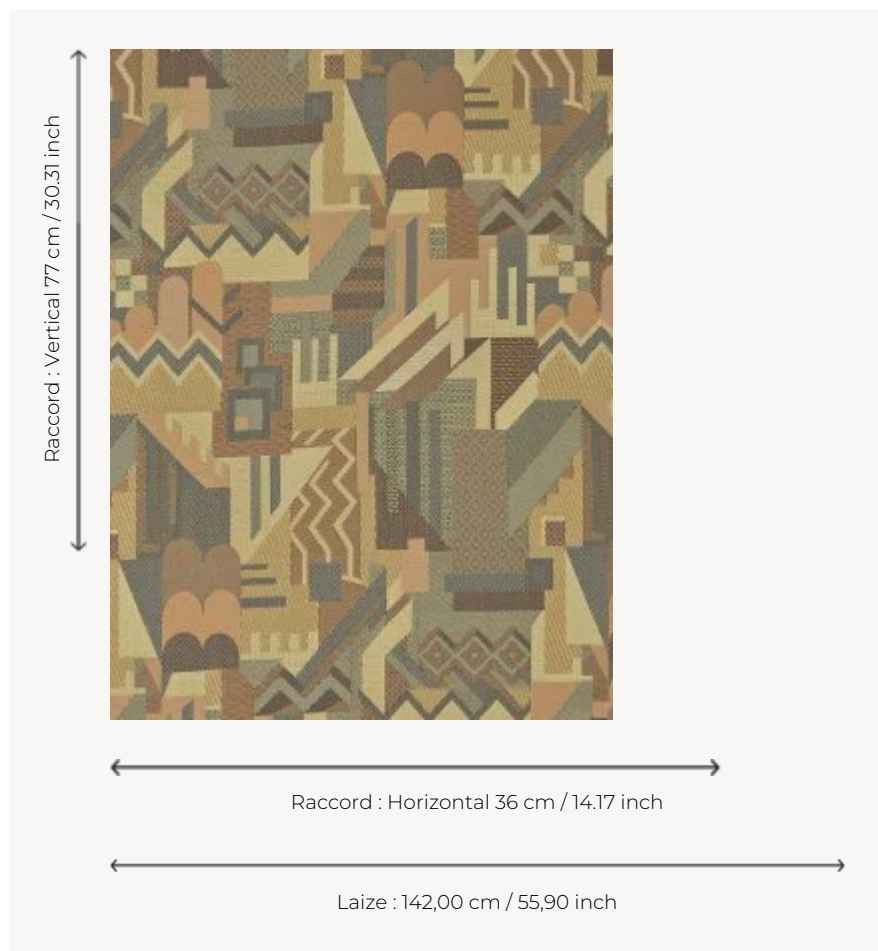 Raccord : Vertical 77 cm / 30.31 inch
Raccord : Horizontal 36 cm / 14.17 inch
Laize : 142,00 cm / 55,90 inch